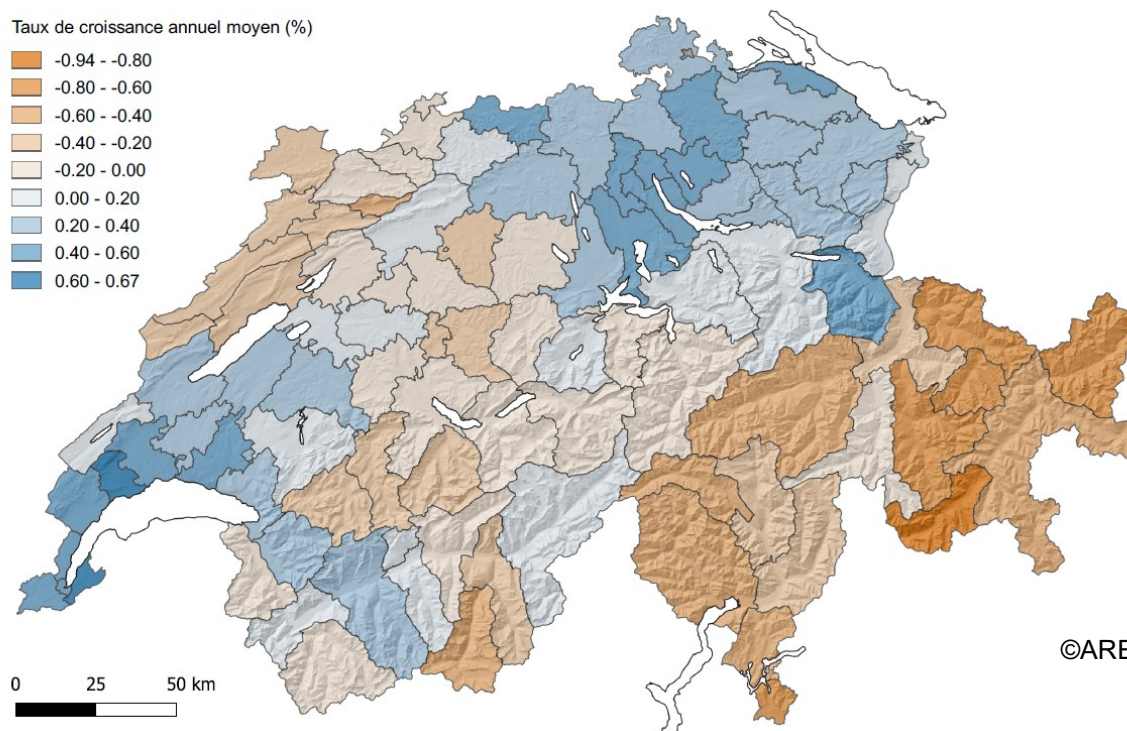 Taux de croissance annuel moyen (%)
-0.94 - -0.80
-0.80 - -0.60
-0.60 - -0.40
-0.40 - -0.20
-0.20 - 0.00
0.00 - 0.20
0.20 - 0.40
0.40 - 0.60
0.60 - 0.67
©ARE
0 25 50 km